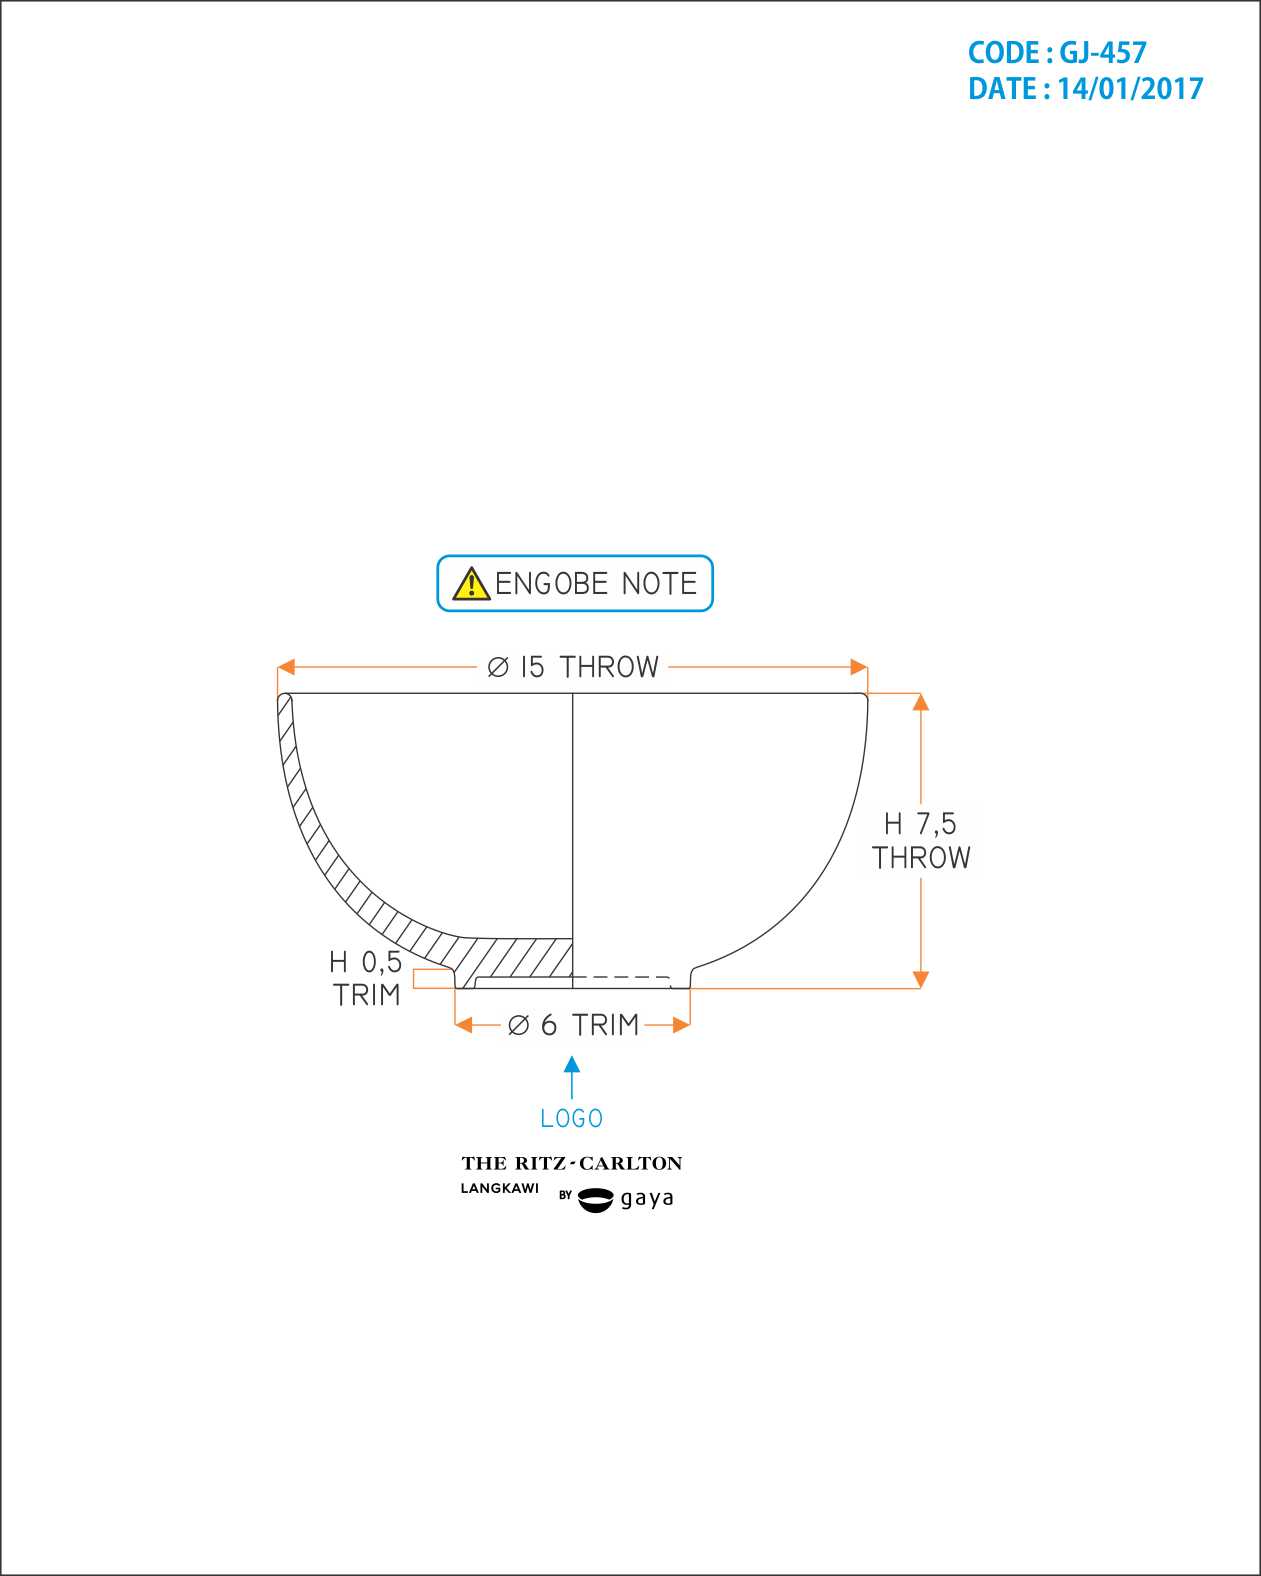 CODE : GJ-457
DATE : 14/01/2017
ENGOBE NOTE
Ø 15 THROW
H 7,5
THROW
H 0,5
TRIM
Ø 6 TRIM
LOGO
THE RITZ-CARLTON
LANGKAWI
BY gaya